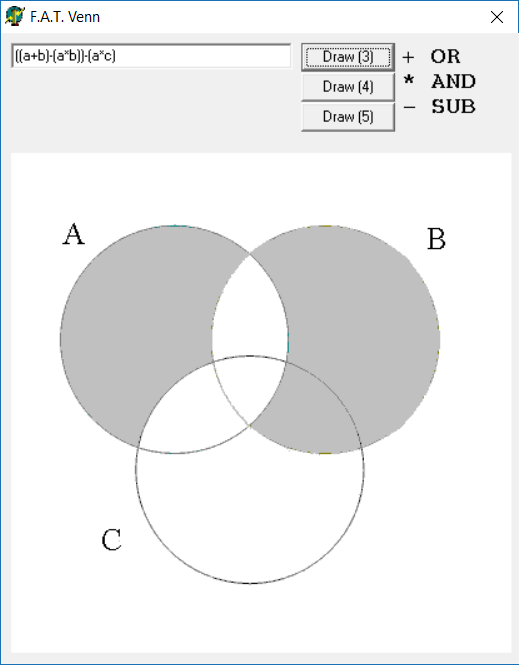 F.A.T. Venn
((a+b)-(a*b))-(a*c)
Draw (3)
+ OR
Draw (4)
* AND
Draw (5)
- SUB
A
B
C